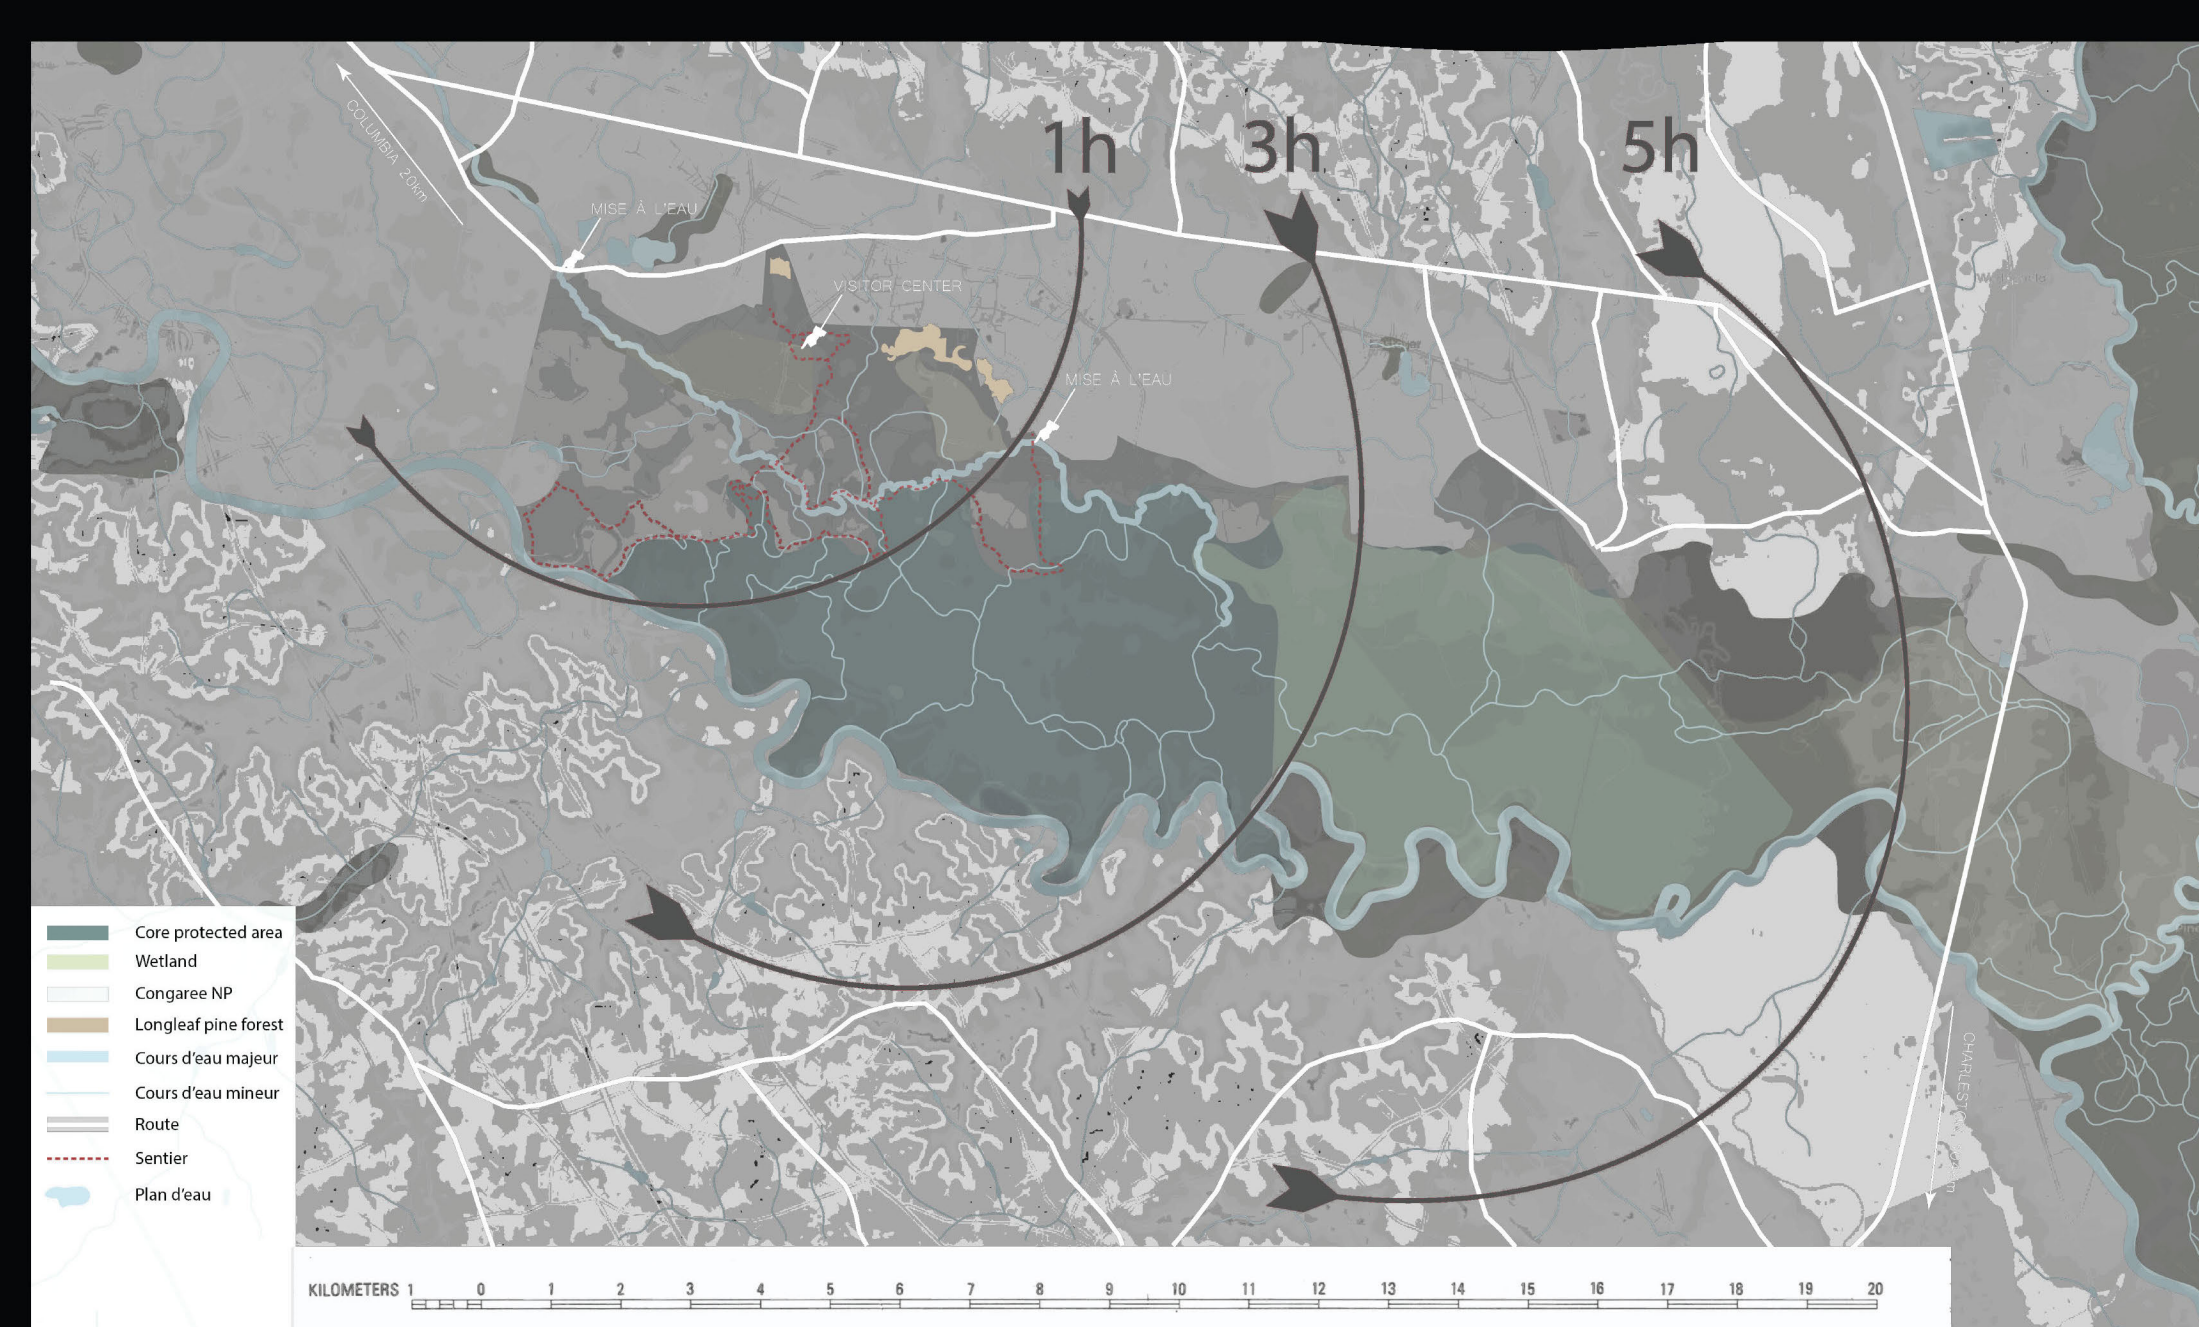 1h
3h
5h
COLUMBIA 20km
MISE À L'EAU
VISITOR CENTER
MISE À L'EAU
Core protected area
Wetland
Congaree NP
Longleaf pine forest
Cours d'eau majeur
Cours d'eau mineur
Route
Sentier
Plan d'eau
KILOMETERS 1 0 1 2 3 4 5 6 7 8 9 10 11 12 13 14 15 16 17 18 19 20